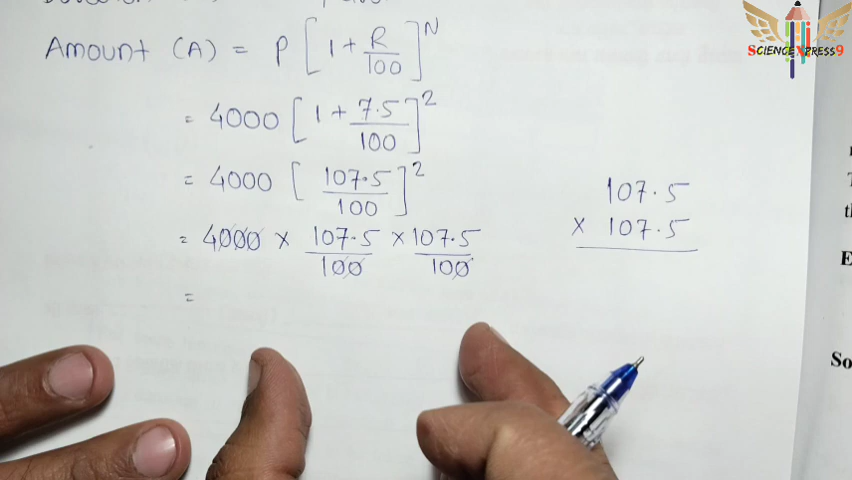 SCIENCEXPRESS9
Amount (A) = P [ 1 + R/100 ]^N
= 4000 [ 1 + 7.5/100 ]^2
= 4000 [ 107.5/100 ]^2
= 4000 × 107.5/100 × 107.5/100
=
107.5
× 107.5
E
So